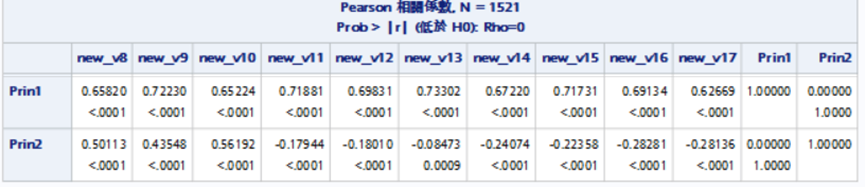 Pearson 相關係數, N = 1521
Prob > |r| (低於 H0): Rho=0
new_v8 new_v9 new_v10 new_v11 new_v12 new_v13 new_v14 new_v15 new_v16 new_v17 Prin1 Prin2
Prin1 0.65820 0.72230 0.65224 0.71881 0.69831 0.73302 0.67220 0.71731 0.69134 0.62669 1.00000 0.00000
<.0001 <.0001 <.0001 <.0001 <.0001 <.0001 <.0001 <.0001 <.0001 <.0001 1.0000
Prin2 0.50113 0.43548 0.56192 -0.17944 -0.18010 -0.08473 -0.24074 -0.22358 -0.28281 -0.28136 0.00000 1.00000
<.0001 <.0001 <.0001 <.0001 <.0001 0.0009 <.0001 <.0001 <.0001 <.0001 1.0000